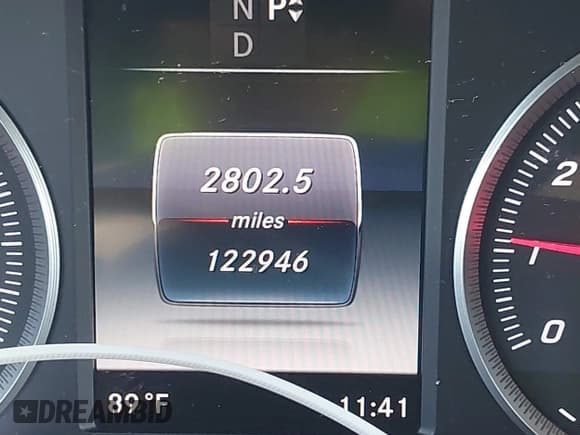 N P
D
2802.5
miles
122946
2
1
0
89°F
11:41
DREAMBID